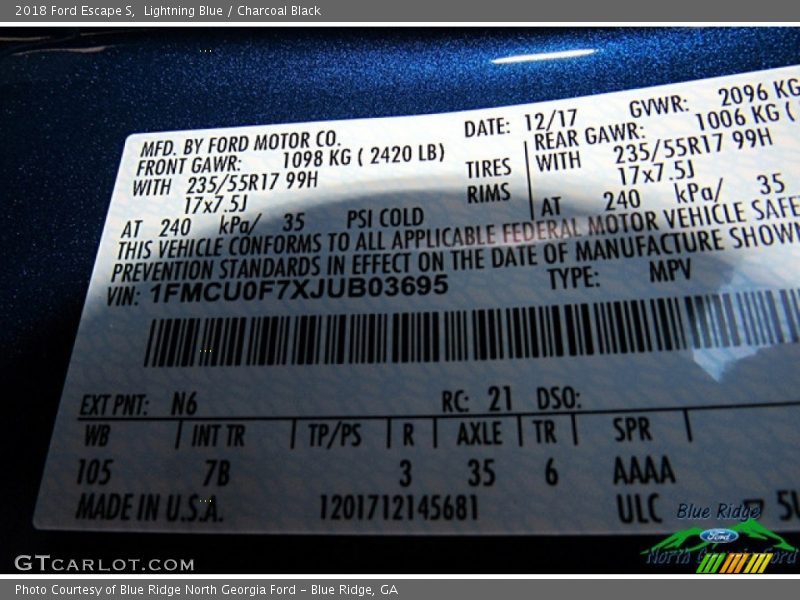 2018 Ford Escape S,  Lightning Blue / Charcoal Black
MFD. BY FORD MOTOR CO.
DATE: 12/17
GVWR: 2096 KG
FRONT GAWR: 1098 KG ( 2420 LB)
REAR GAWR: 1006 KG (
WITH 235/55R17 99H
TIRES
WITH 235/55R17 99H
17x7.5J
RIMS
17x7.5J
AT 240 kPa/ 35 PSI COLD
AT 240 kPa/ 35
THIS VEHICLE CONFORMS TO ALL APPLICABLE FEDERAL MOTOR VEHICLE SAFE
PREVENTION STANDARDS IN EFFECT ON THE DATE OF MANUFACTURE SHOWN
VIN: 1FMCU0F7XJUB03695
TYPE: MPV
EXT PNT: N6 RC: 21 DSO:
WB INT TR TP/PS R AXLE TR SPR
105 7B 3 35 6 AAAA
MADE IN U.S.A. 1201712145681 ULC
5U
Blue Ridge
Ford
North Georgia Ford
GTcarlot.com
Photo Courtesy of Blue Ridge North Georgia Ford – Blue Ridge, GA